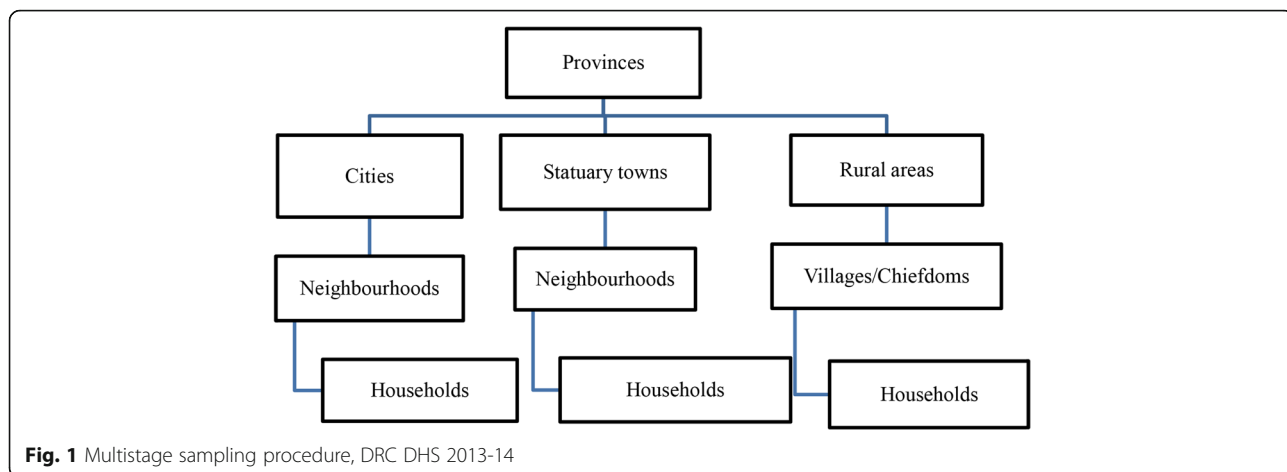 Provinces
Cities
Statuary towns
Rural areas
Neighbourhoods
Neighbourhoods
Villages/Chiefdoms
Households
Households
Households
Fig. 1 Multistage sampling procedure, DRC DHS 2013-14